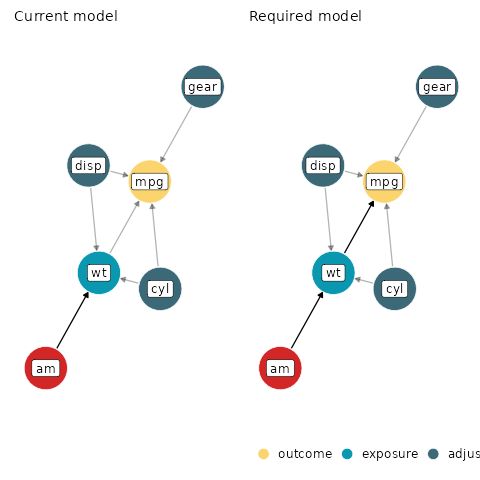 Current model
Required model
gear
gear
disp
mpg
disp
mpg
wt
cyl
wt
cyl
am
am
outcome exposure adjus